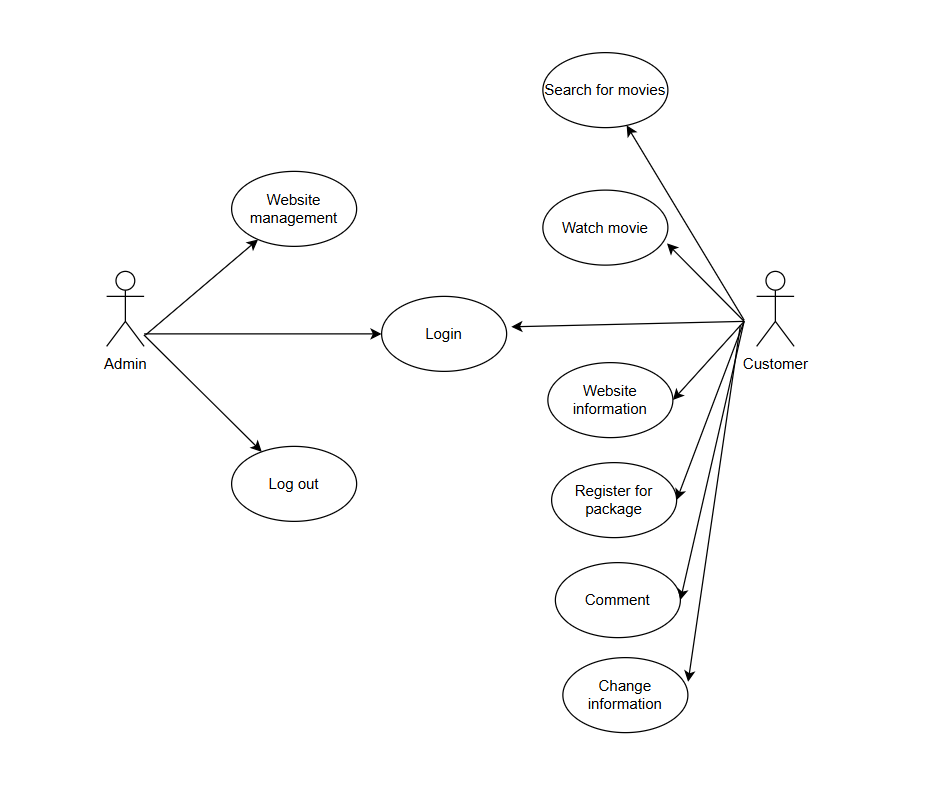 Search for movies
Website
management
Watch movie
Login
Admin
Customer
Website
information
Log out
Register for
package
Comment
Change
information